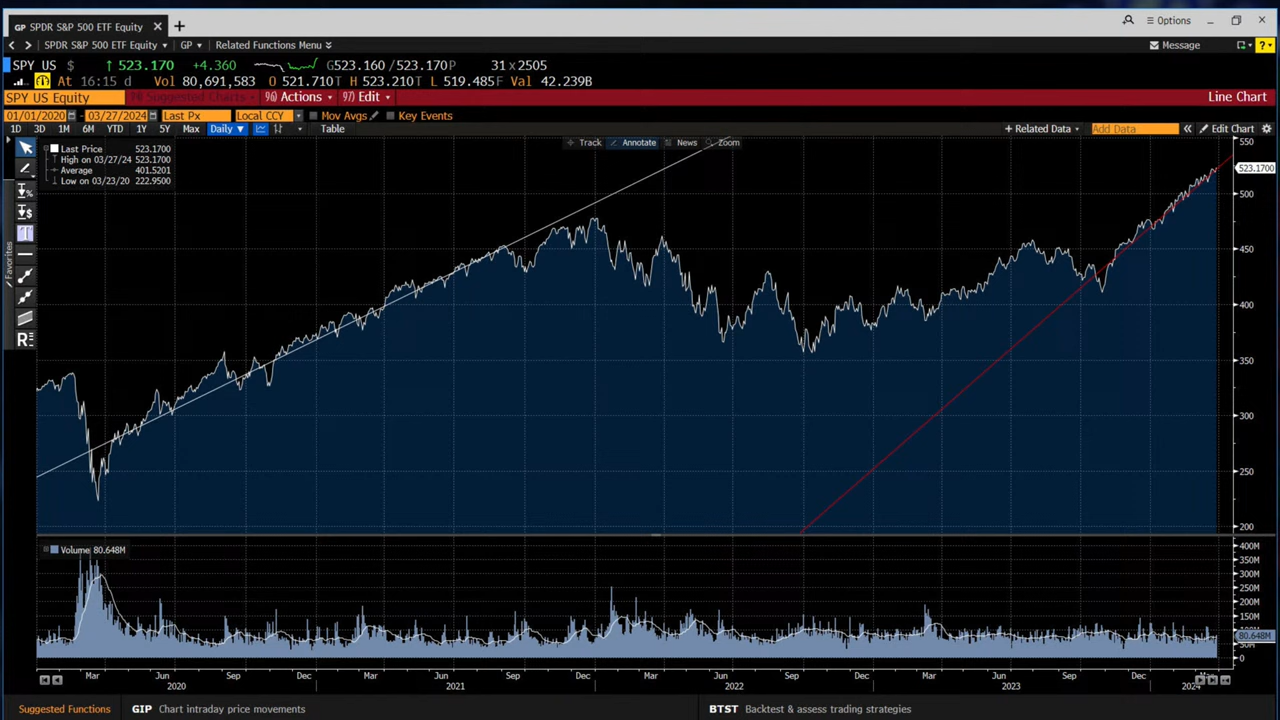 GP SPDR S&P 500 ETF Equity
Options
SPDR S&P 500 ETF Equity GP Related Functions Menu Message
SPY US $ ↑ 523.170 +4.360 G523.160 /523.170P 31 x 2505
At 16:15 d Vol 80,691,583 O 521.710T H 523.210T L 519.485F Val 42.239B
SPY US Equity 96 Suggested Charts 96) Actions 97) Edit Line Chart
01/01/2020 03/27/2024 Last Px Local CCY Mov Avgs Key Events
1D 3D 1M 6M YTD 1Y 5Y Max Daily ▼ Table + Related Data Add Data « Edit Chart
Track Annotate News Zoom
Last Price 523.1700
High on 03/27/24 523.1700
Average 401.5201
Low on 03/23/20 222.9500
Favorites
550
523.1700
500
450
400
350
300
250
200
Volume 80.648M
400M
350M
300M
250M
200M
150M
80.648M
50M
0
Mar Jun Sep Dec Mar Jun Sep Dec Mar Jun Sep Dec Mar Jun Sep Dec
2020 2021 2022 2023 2024
Suggested Functions GIP Chart intraday price movements BTST Backtest & assess trading strategies